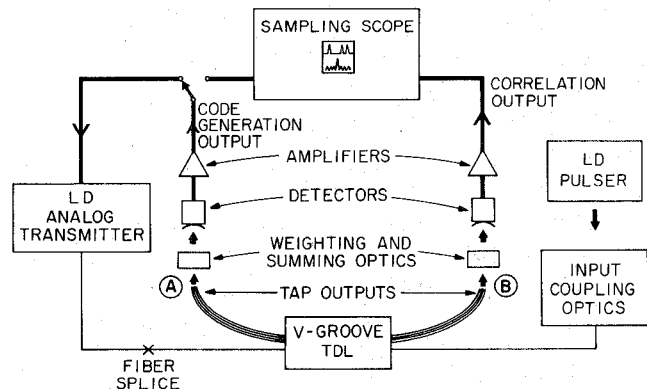 SAMPLING SCOPE
CORRELATION
OUTPUT
CODE
GENERATION
OUTPUT
AMPLIFIERS
LD
PULSER
DETECTORS
LD
ANALOG
TRANSMITTER
WEIGHTING AND
SUMMING OPTICS
INPUT
COUPLING
OPTICS
A
TAP OUTPUTS
B
V-GROOVE
TDL
FIBER
SPLICE